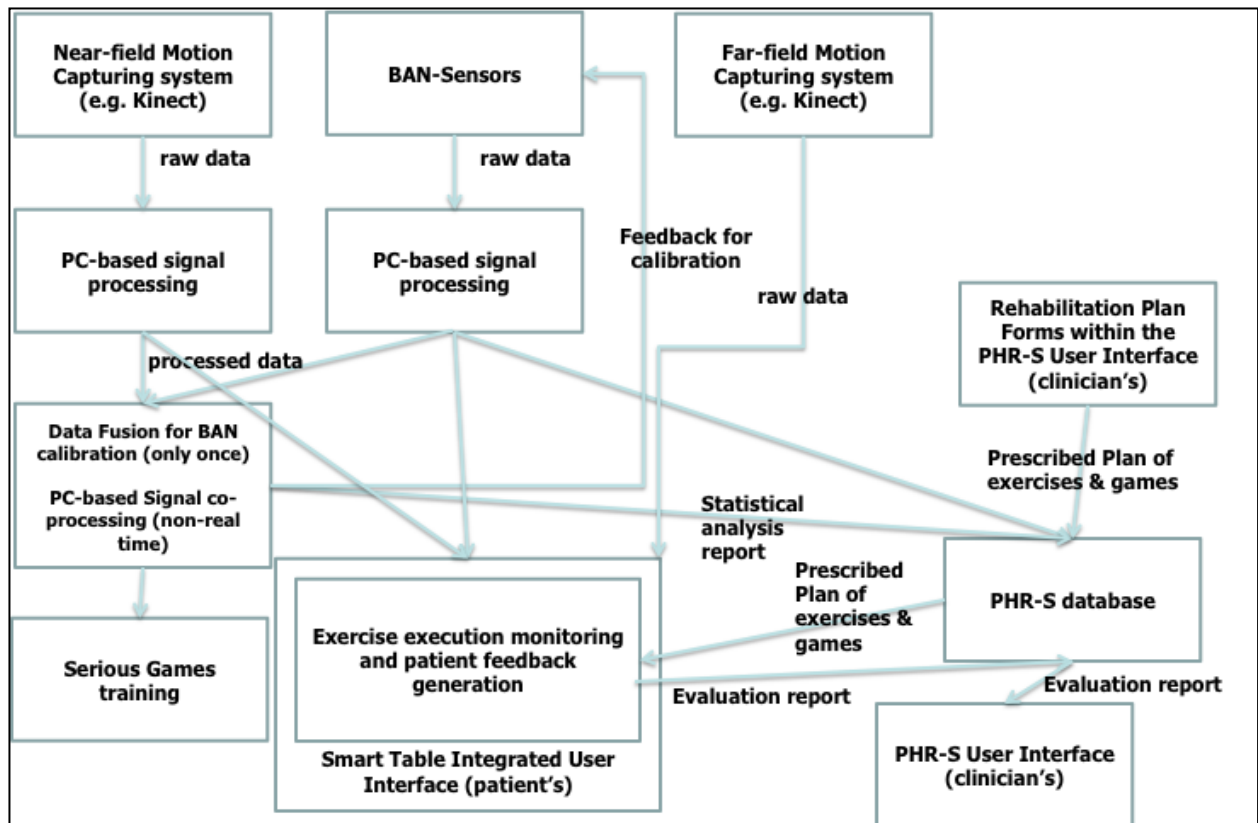 Near-field Motion
Capturing system
(e.g. Kinect)
BAN-Sensors
Far-field Motion
Capturing system
(e.g. Kinect)
raw data
raw data
PC-based signal
processing
PC-based signal
processing
Feedback for
calibration
raw data
Rehabilitation Plan
Forms within the
PHR-S User Interface
(clinician’s)
processed data
Data Fusion for BAN
calibration (only once)
PC-based Signal co-
processing (non-real
time)
Prescribed Plan of
exercises & games
Statistical
analysis
report
Prescribed
Plan of
exercises &
games
PHR-S database
Exercise execution monitoring
and patient feedback
generation
Serious Games
training
Evaluation report
Evaluation report
Smart Table Integrated User
Interface (patient’s)
PHR-S User Interface
(clinician’s)